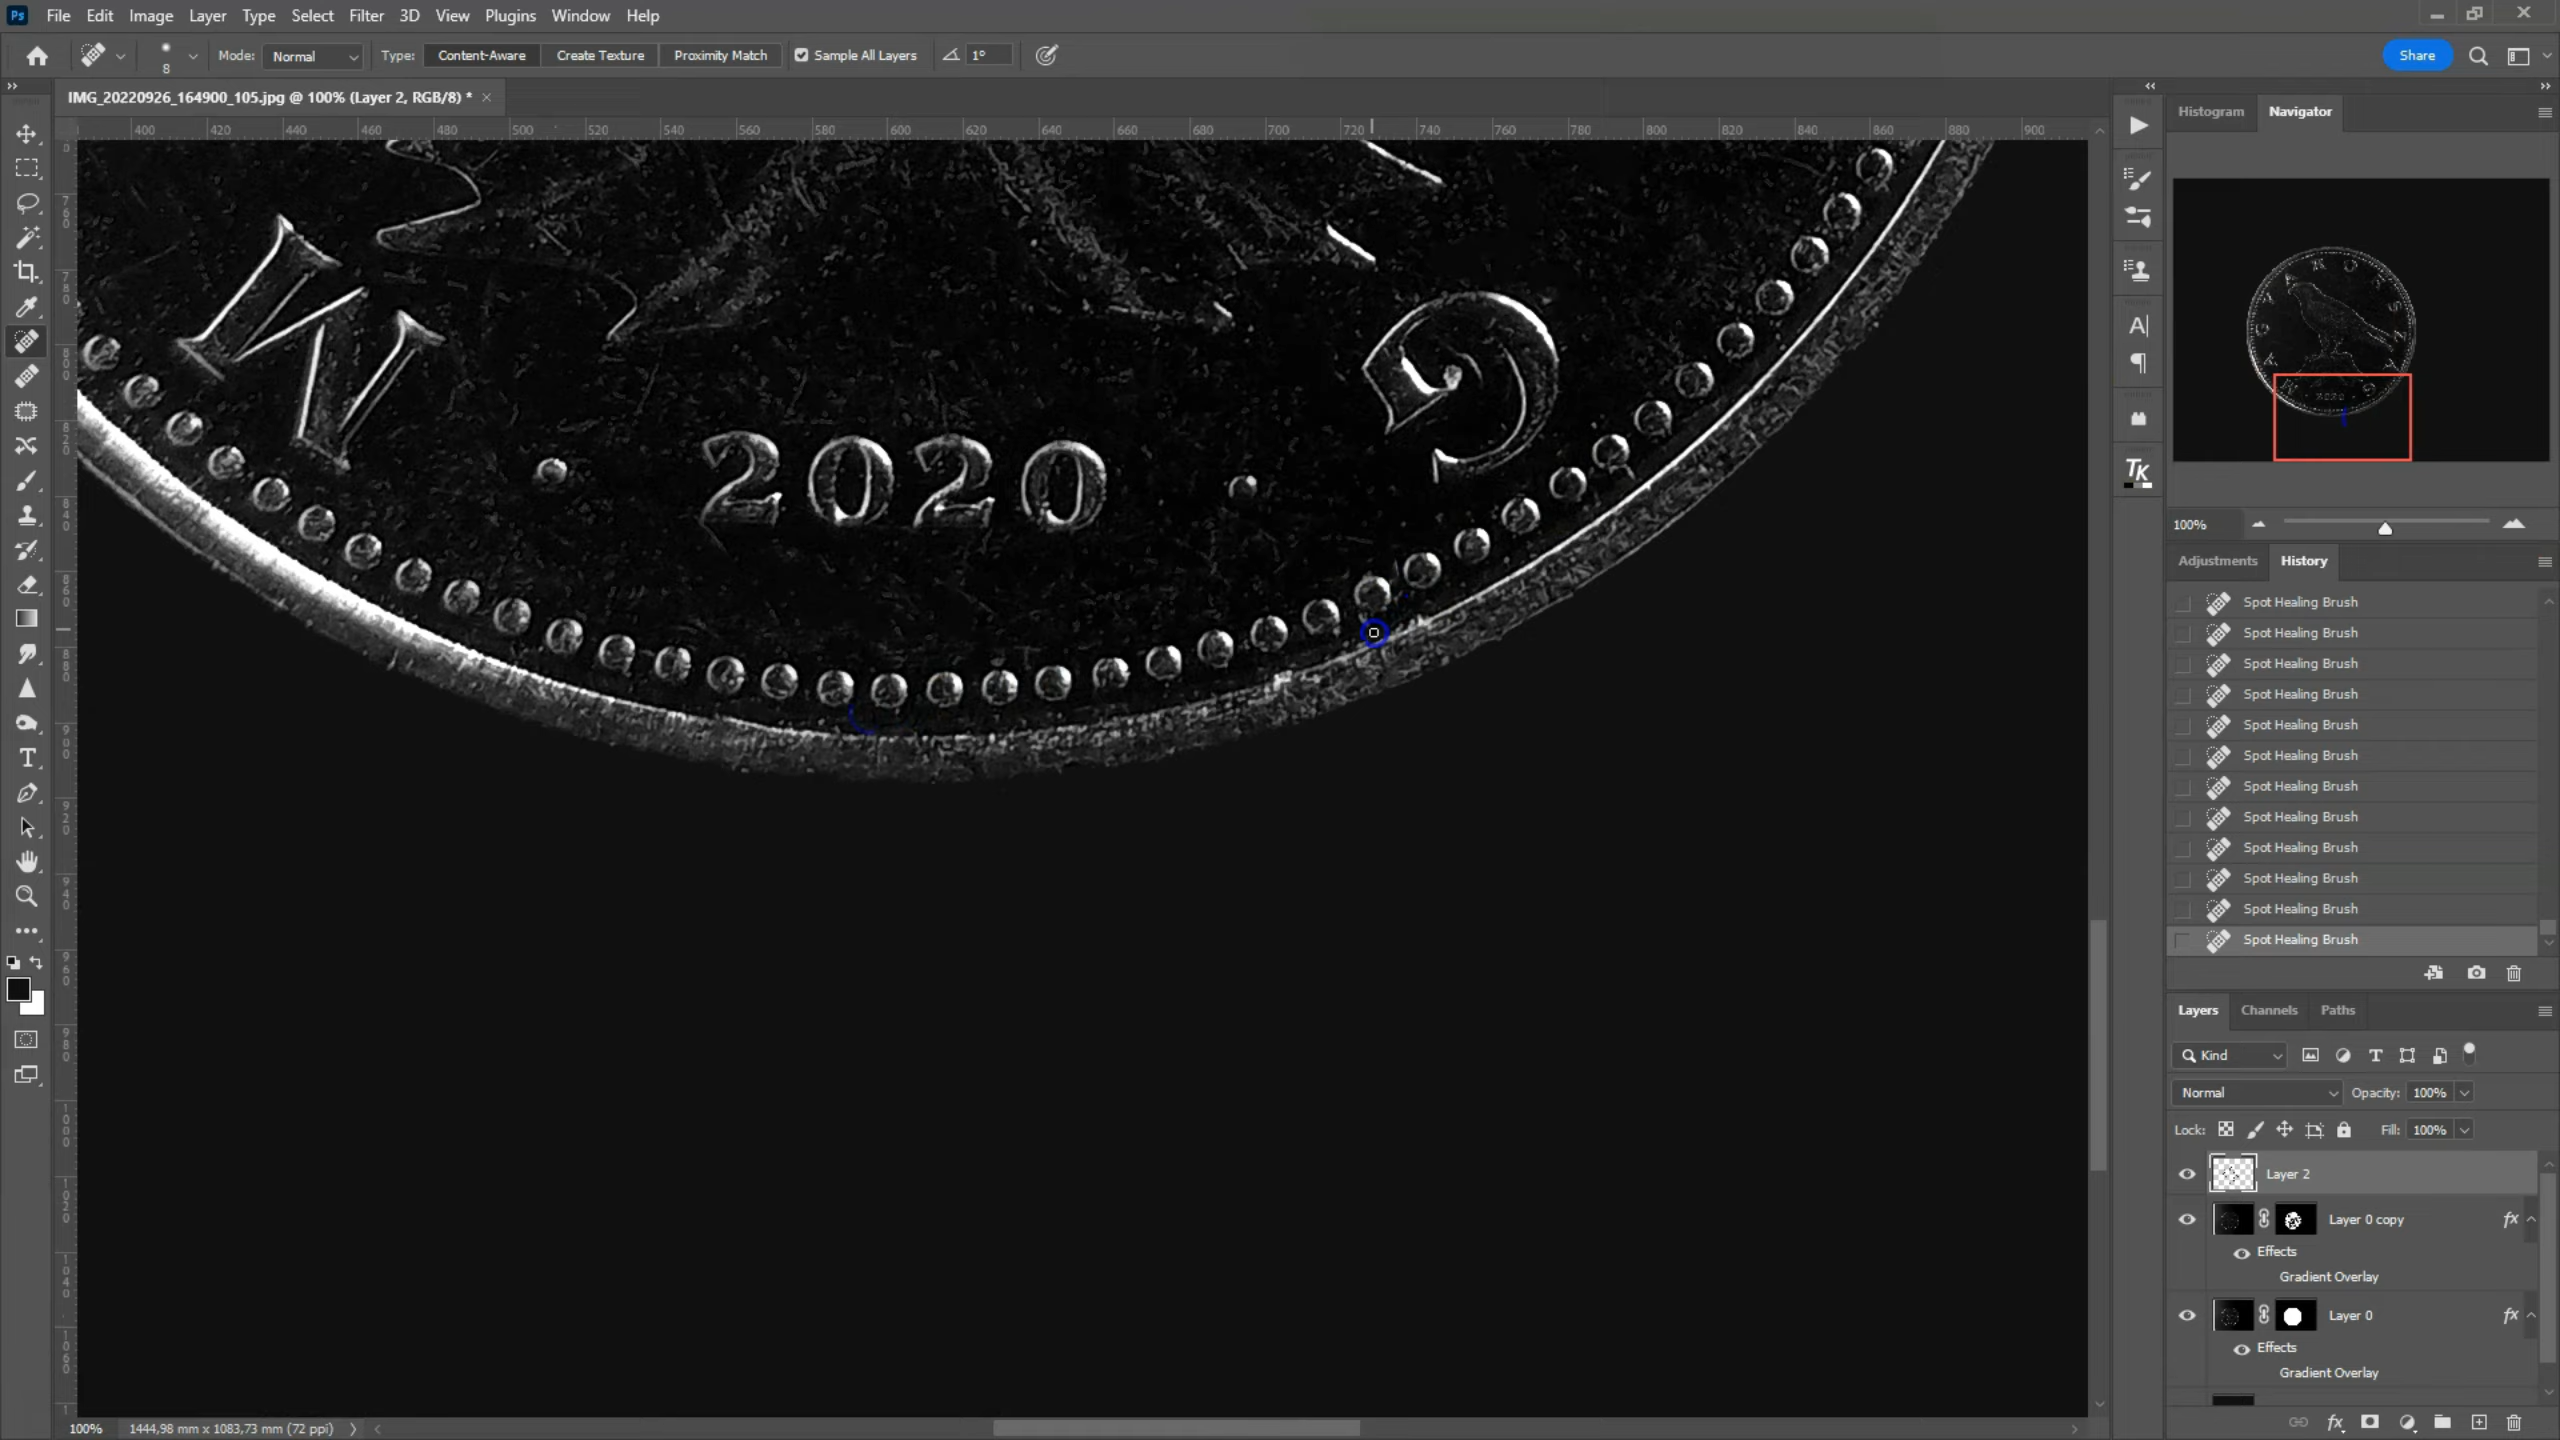 Ps File Edit Image Layer Type Select Filter 3D View Plugins Window Help
8 Mode: Normal Type: Content-Aware Create Texture Proximity Match Sample All Layers 1° Share
IMG_20220926_164900_105.jpg @ 100% (Layer 2, RGB/8) *
400 420 440 460 480 500 520 540 560 580 600 620 640 660 680 700 720 740 760 780 800 820 840 860 880 900
Histogram Navigator
M 2020 G
100%
Adjustments History
Spot Healing Brush
Spot Healing Brush
Spot Healing Brush
Spot Healing Brush
Spot Healing Brush
Spot Healing Brush
Spot Healing Brush
Spot Healing Brush
Spot Healing Brush
Spot Healing Brush
Spot Healing Brush
Spot Healing Brush
TK
Layers Channels Paths
Kind
Normal Opacity: 100%
Lock: Fill: 100%
Layer 2
Layer 0 copy fx
Effects
Gradient Overlay
Layer 0 fx
Effects
Gradient Overlay
100% 1444,98 mm x 1083,73 mm (72 ppi)